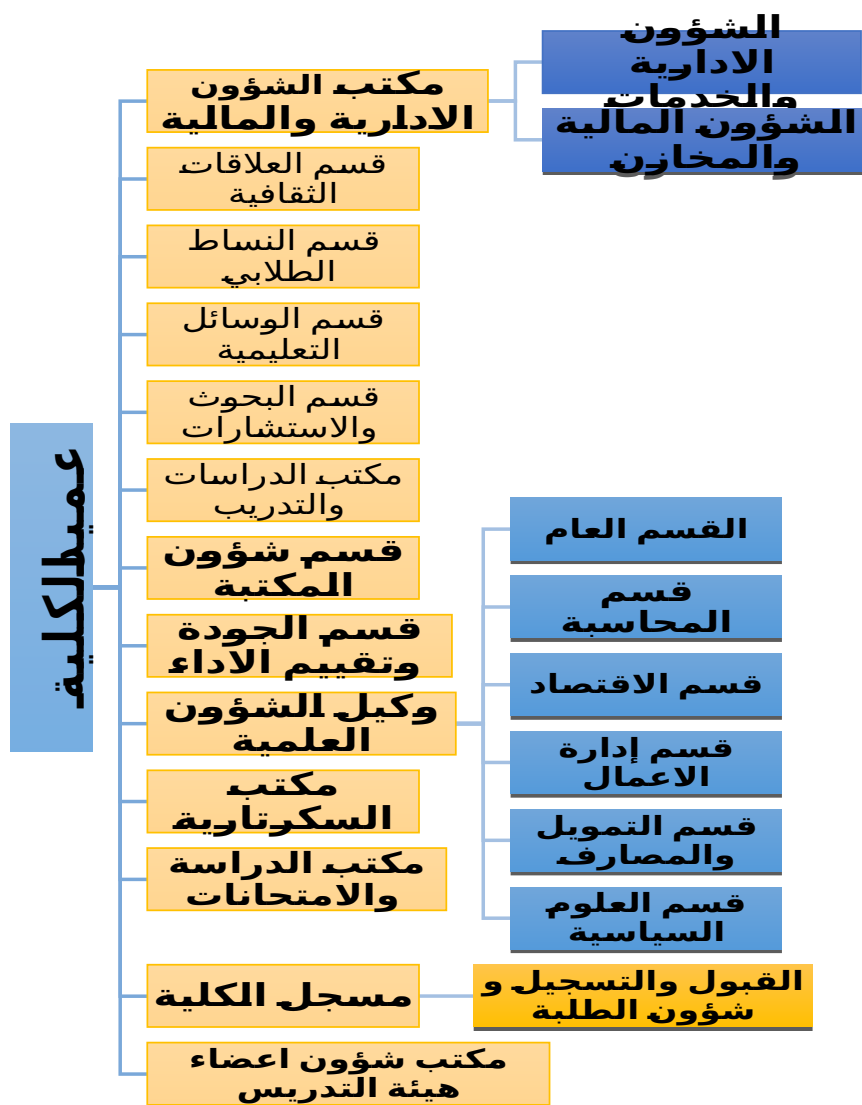 عميدالكلية
مكتب الشؤون
الادارية والمالية
الشؤون
الادارية
والخدمات
الشؤون المالية
والمخازن
قسم العلاقات
الثقافية
قسم النساط
الطلابي
قسم الوسائل
التعليمية
قسم البحوث
والاستشارات
مكتب الدراسات
والتدريب
قسم شؤون
المكتبة
قسم الجودة
وتقييم الاداء
وكيل الشؤون
العلمية
القسم العام
قسم
المحاسبة
قسم الاقتصاد
قسم إدارة
الاعمال
قسم التمويل
والمصارف
قسم العلوم
السياسية
مكتب
السكرتارية
مكتب الدراسة
والامتحانات
مسجل الكلية
القبول والتسجيل و
شؤون الطلبة
مكتب شؤون اعضاء
هيئة التدريس